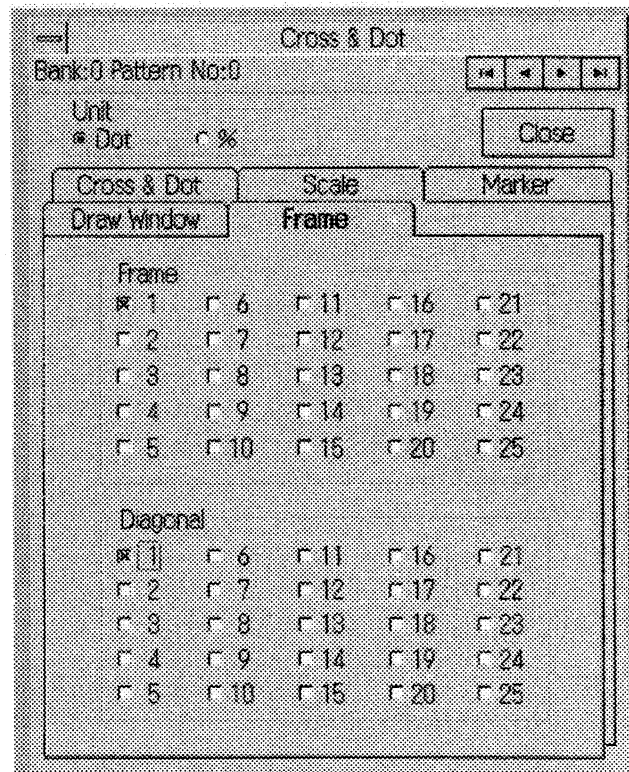 Cross & Dot
Bank:0 Pattern No:0
Unit
Dot %
Close
Cross & Dot Scale Marker
Draw Window Frame
Frame
1 6 11 16 21
2 7 12 17 22
3 8 13 18 23
4 9 14 19 24
5 10 15 20 25
Diagonal
1 6 11 16 21
2 7 12 17 22
3 8 13 18 23
4 9 14 19 24
5 10 15 20 25